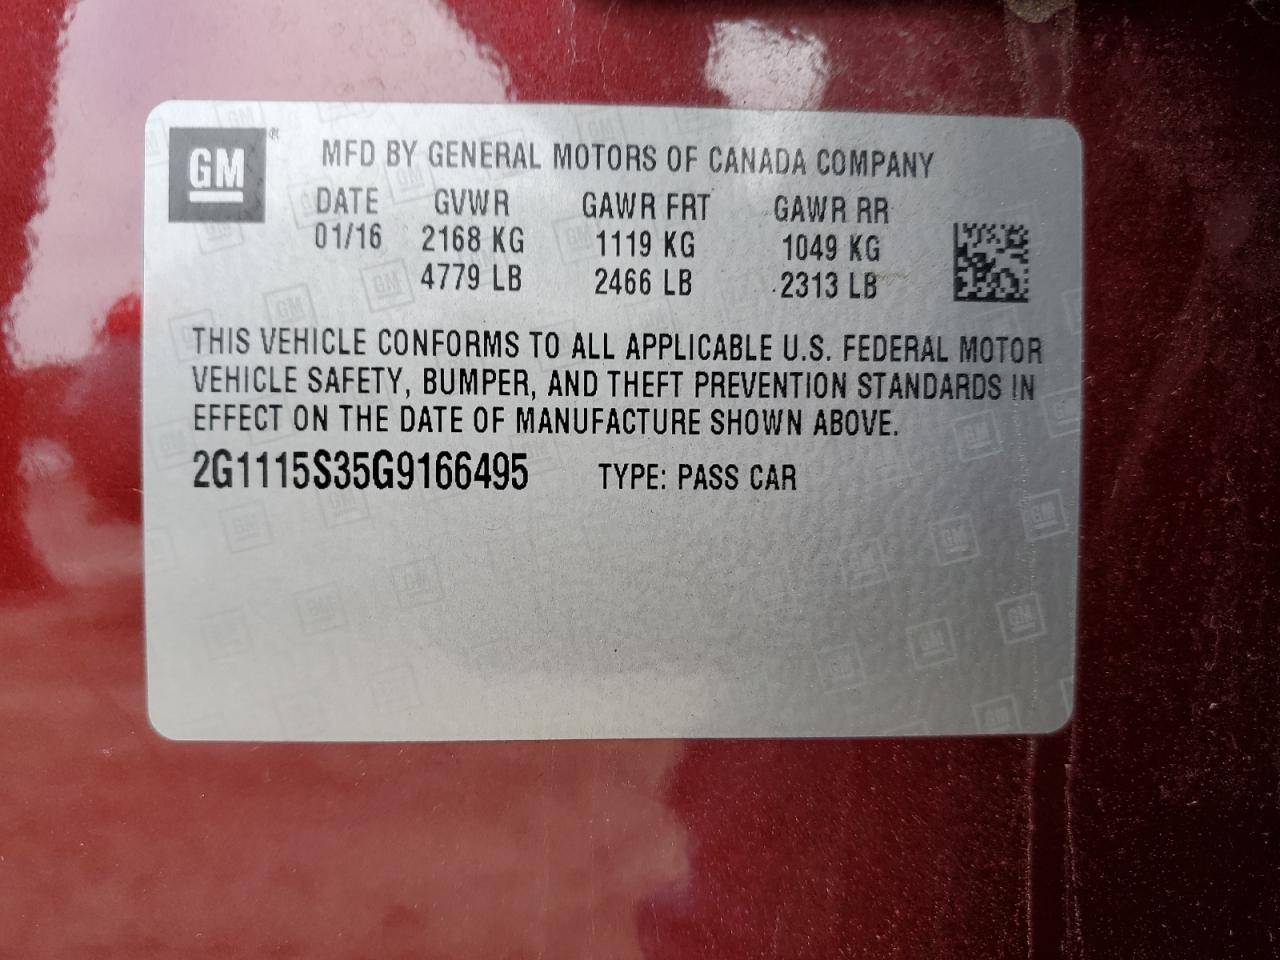 GM®
MFD BY GENERAL MOTORS OF CANADA COMPANY
DATE GVWR GAWR FRT GAWR RR
01/16 2168 KG 1119 KG 1049 KG
4779 LB 2466 LB 2313 LB
THIS VEHICLE CONFORMS TO ALL APPLICABLE U.S. FEDERAL MOTOR
VEHICLE SAFETY, BUMPER, AND THEFT PREVENTION STANDARDS IN
EFFECT ON THE DATE OF MANUFACTURE SHOWN ABOVE.
2G1115S35G9166495 TYPE: PASS CAR